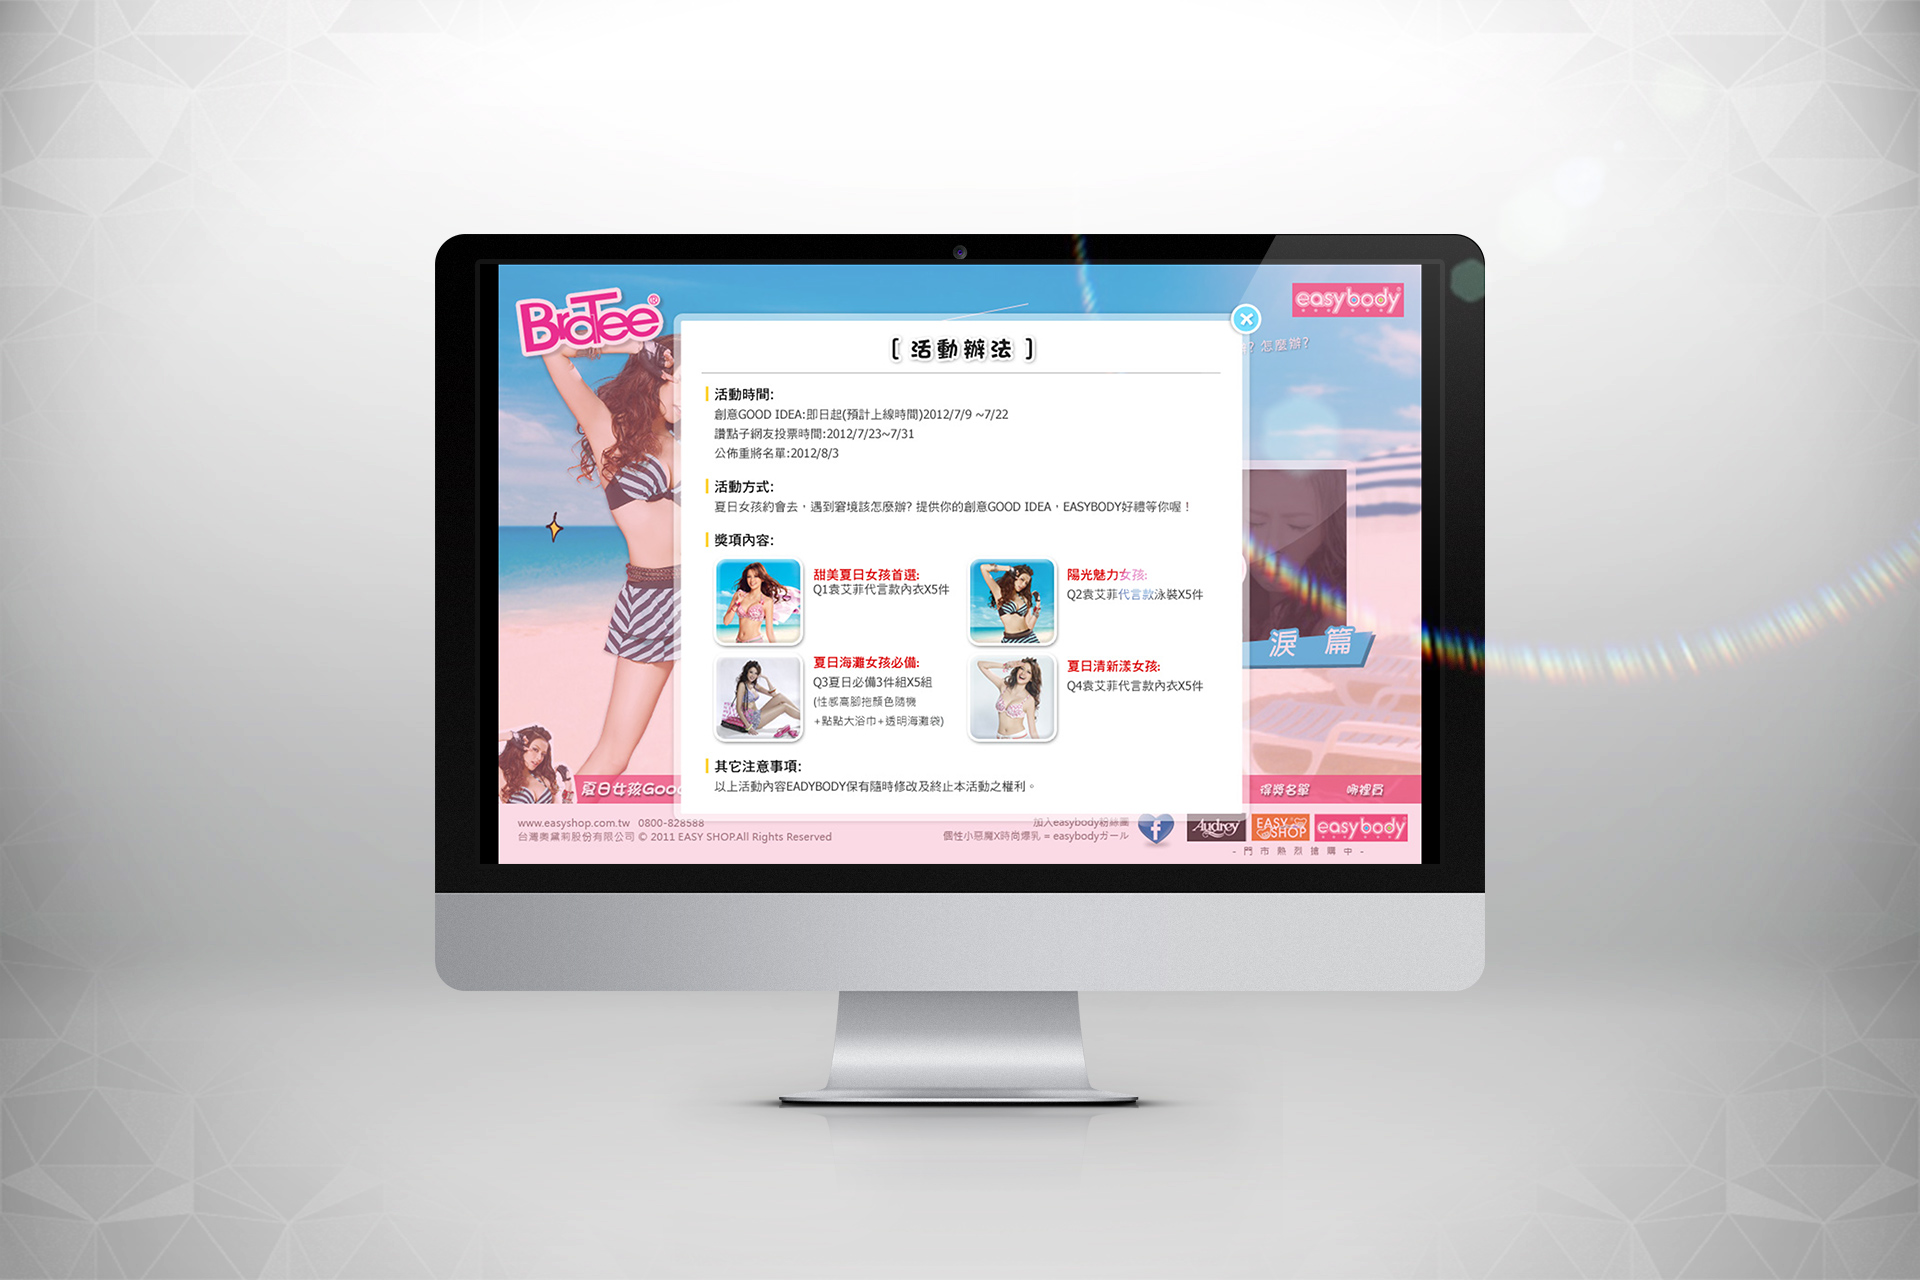 BraTee®
easybody
辦? 怎麼辦?
[ 活動辦法 ]
活動時間:
創意GOOD IDEA:即日起(預計上線時間)2012/7/9 ~7/22
讚點子網友投票時間:2012/7/23~7/31
公佈重將名單:2012/8/3
活動方式:
夏日女孩約會去，遇到窘境該怎麼辦? 提供你的創意GOOD IDEA，EASYBODY好禮等你喔！
獎項內容:
甜美夏日女孩首選:
Q1袁艾菲代言款內衣X5件
陽光魅力女孩:
Q2袁艾菲代言款泳裝X5件
夏日海灘女孩必備:
Q3夏日必備3件組X5組
(性感高腳拖顏色隨機
+點點大浴巾+透明海灘袋)
夏日清新漾女孩:
Q4袁艾菲代言款內衣X5件
淚 篇
其它注意事項:
以上活動內容EADYBODY保有隨時修改及終止本活動之權利。
夏日女孩Good
得獎名單
哪裡買
www.easyshop.com.tw 0800-828588
台灣奧黛莉股份有限公司 © 2011 EASY SHOP.All Rights Reserved
加入easybody粉絲團
個性小惡魔X時尚爆乳 = easybodyガール
Audrey
EASY SHOP
easybody
- 門 市 熱 烈 搶 購 中 -